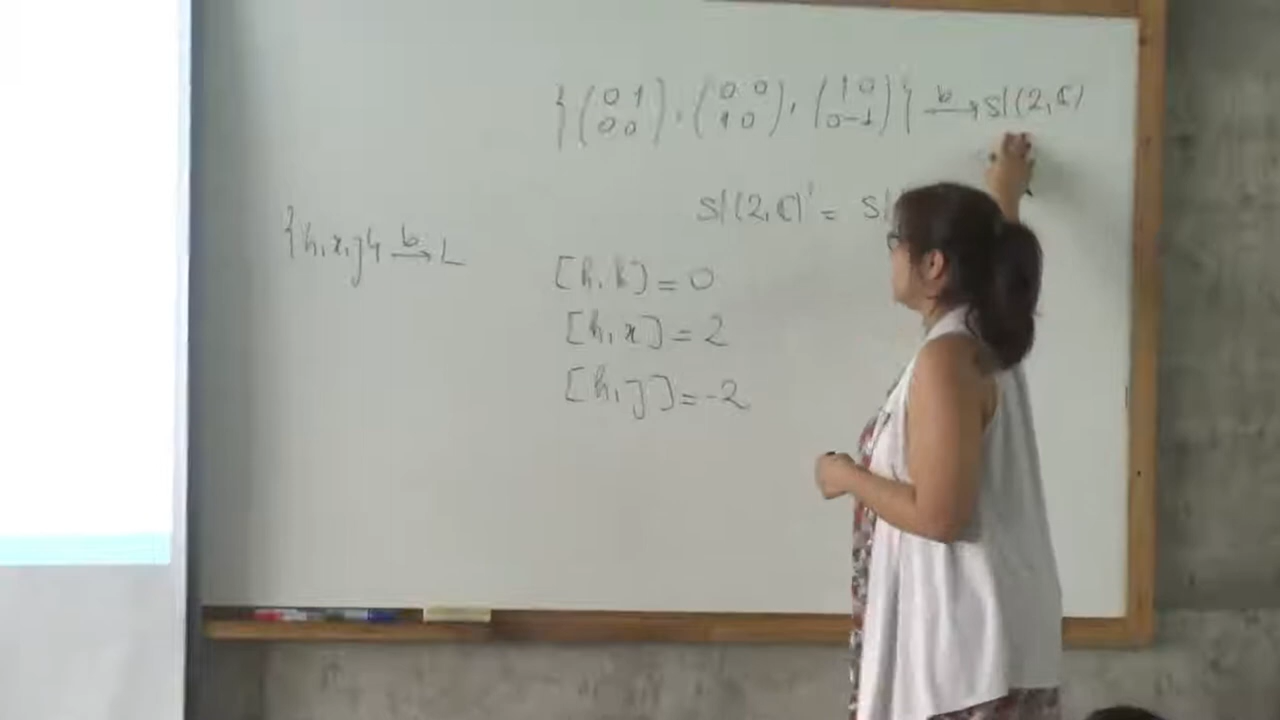 {(0 1
0 0), (0 0
1 0), (1 0
0 -1)} b→ sl(2,ℂ)
sl(2,ℂ)' = sl
{h, x, y} b→ L
[h, h] = 0
[h, x] = 2
[h, y] = -2